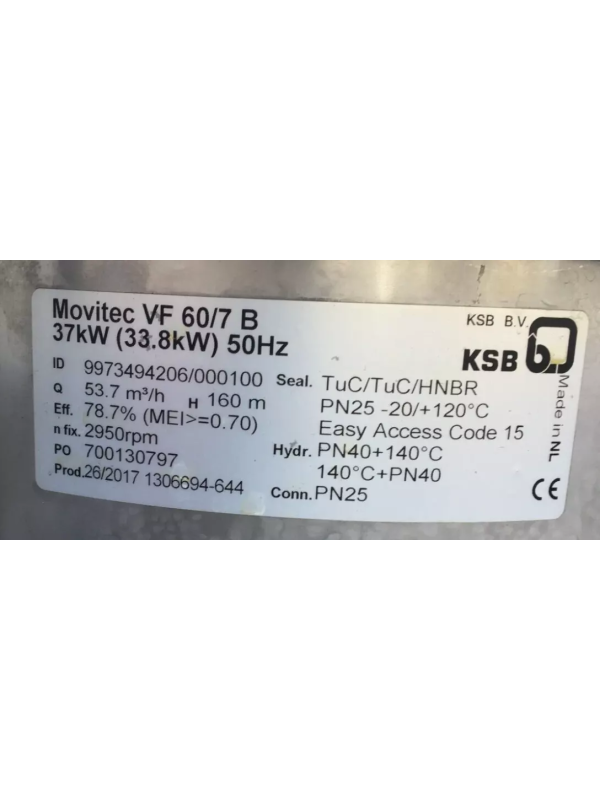 Movitec VF 60/7 B
37kW (33.8kW) 50Hz
KSB B.V.
KSB
Made in NL
ID 9973494206/000100
Q 53.7 m³/h H 160 m
Eff. 78.7% (MEI>=0.70)
n fix. 2950rpm
PO 700130797
Prod.26/2017 1306694-644
Seal. TuC/TuC/HNBR
PN25 -20/+120°C
Easy Access Code 15
Hydr. PN40+140°C
140°C+PN40
Conn. PN25
CE